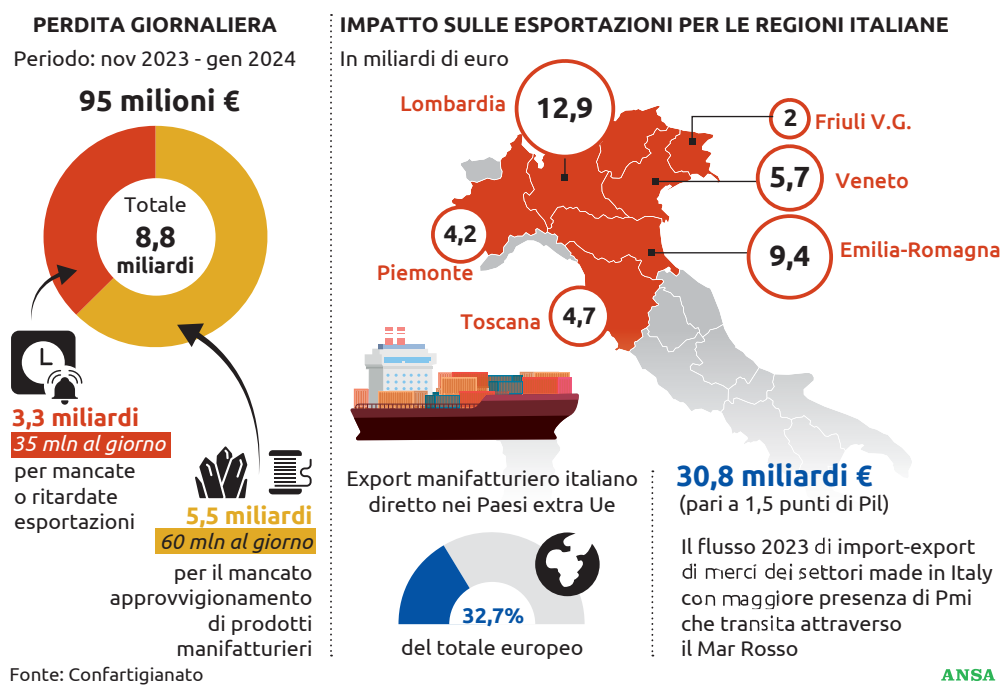 PERDITA GIORNALIERA
Periodo: nov 2023 - gen 2024
95 milioni €
Totale
8,8
miliardi
3,3 miliardi
35 mln al giorno
per mancate
o ritardate
esportazioni
5,5 miliardi
60 mln al giorno
per il mancato
approvvigionamento
di prodotti
manifatturieri
IMPATTO SULLE ESPORTAZIONI PER LE REGIONI ITALIANE
In miliardi di euro
Lombardia
12,9
2
Friuli V.G.
5,7
Veneto
4,2
Piemonte
9,4
Emilia-Romagna
Toscana
4,7
Export manifatturiero italiano
diretto nei Paesi extra Ue
32,7%
del totale europeo
30,8 miliardi €
(pari a 1,5 punti di Pil)
Il flusso 2023 di import-export
di merci dei settori made in Italy
con maggiore presenza di Pmi
che transita attraverso
il Mar Rosso
Fonte: Confartigianato
ANSA